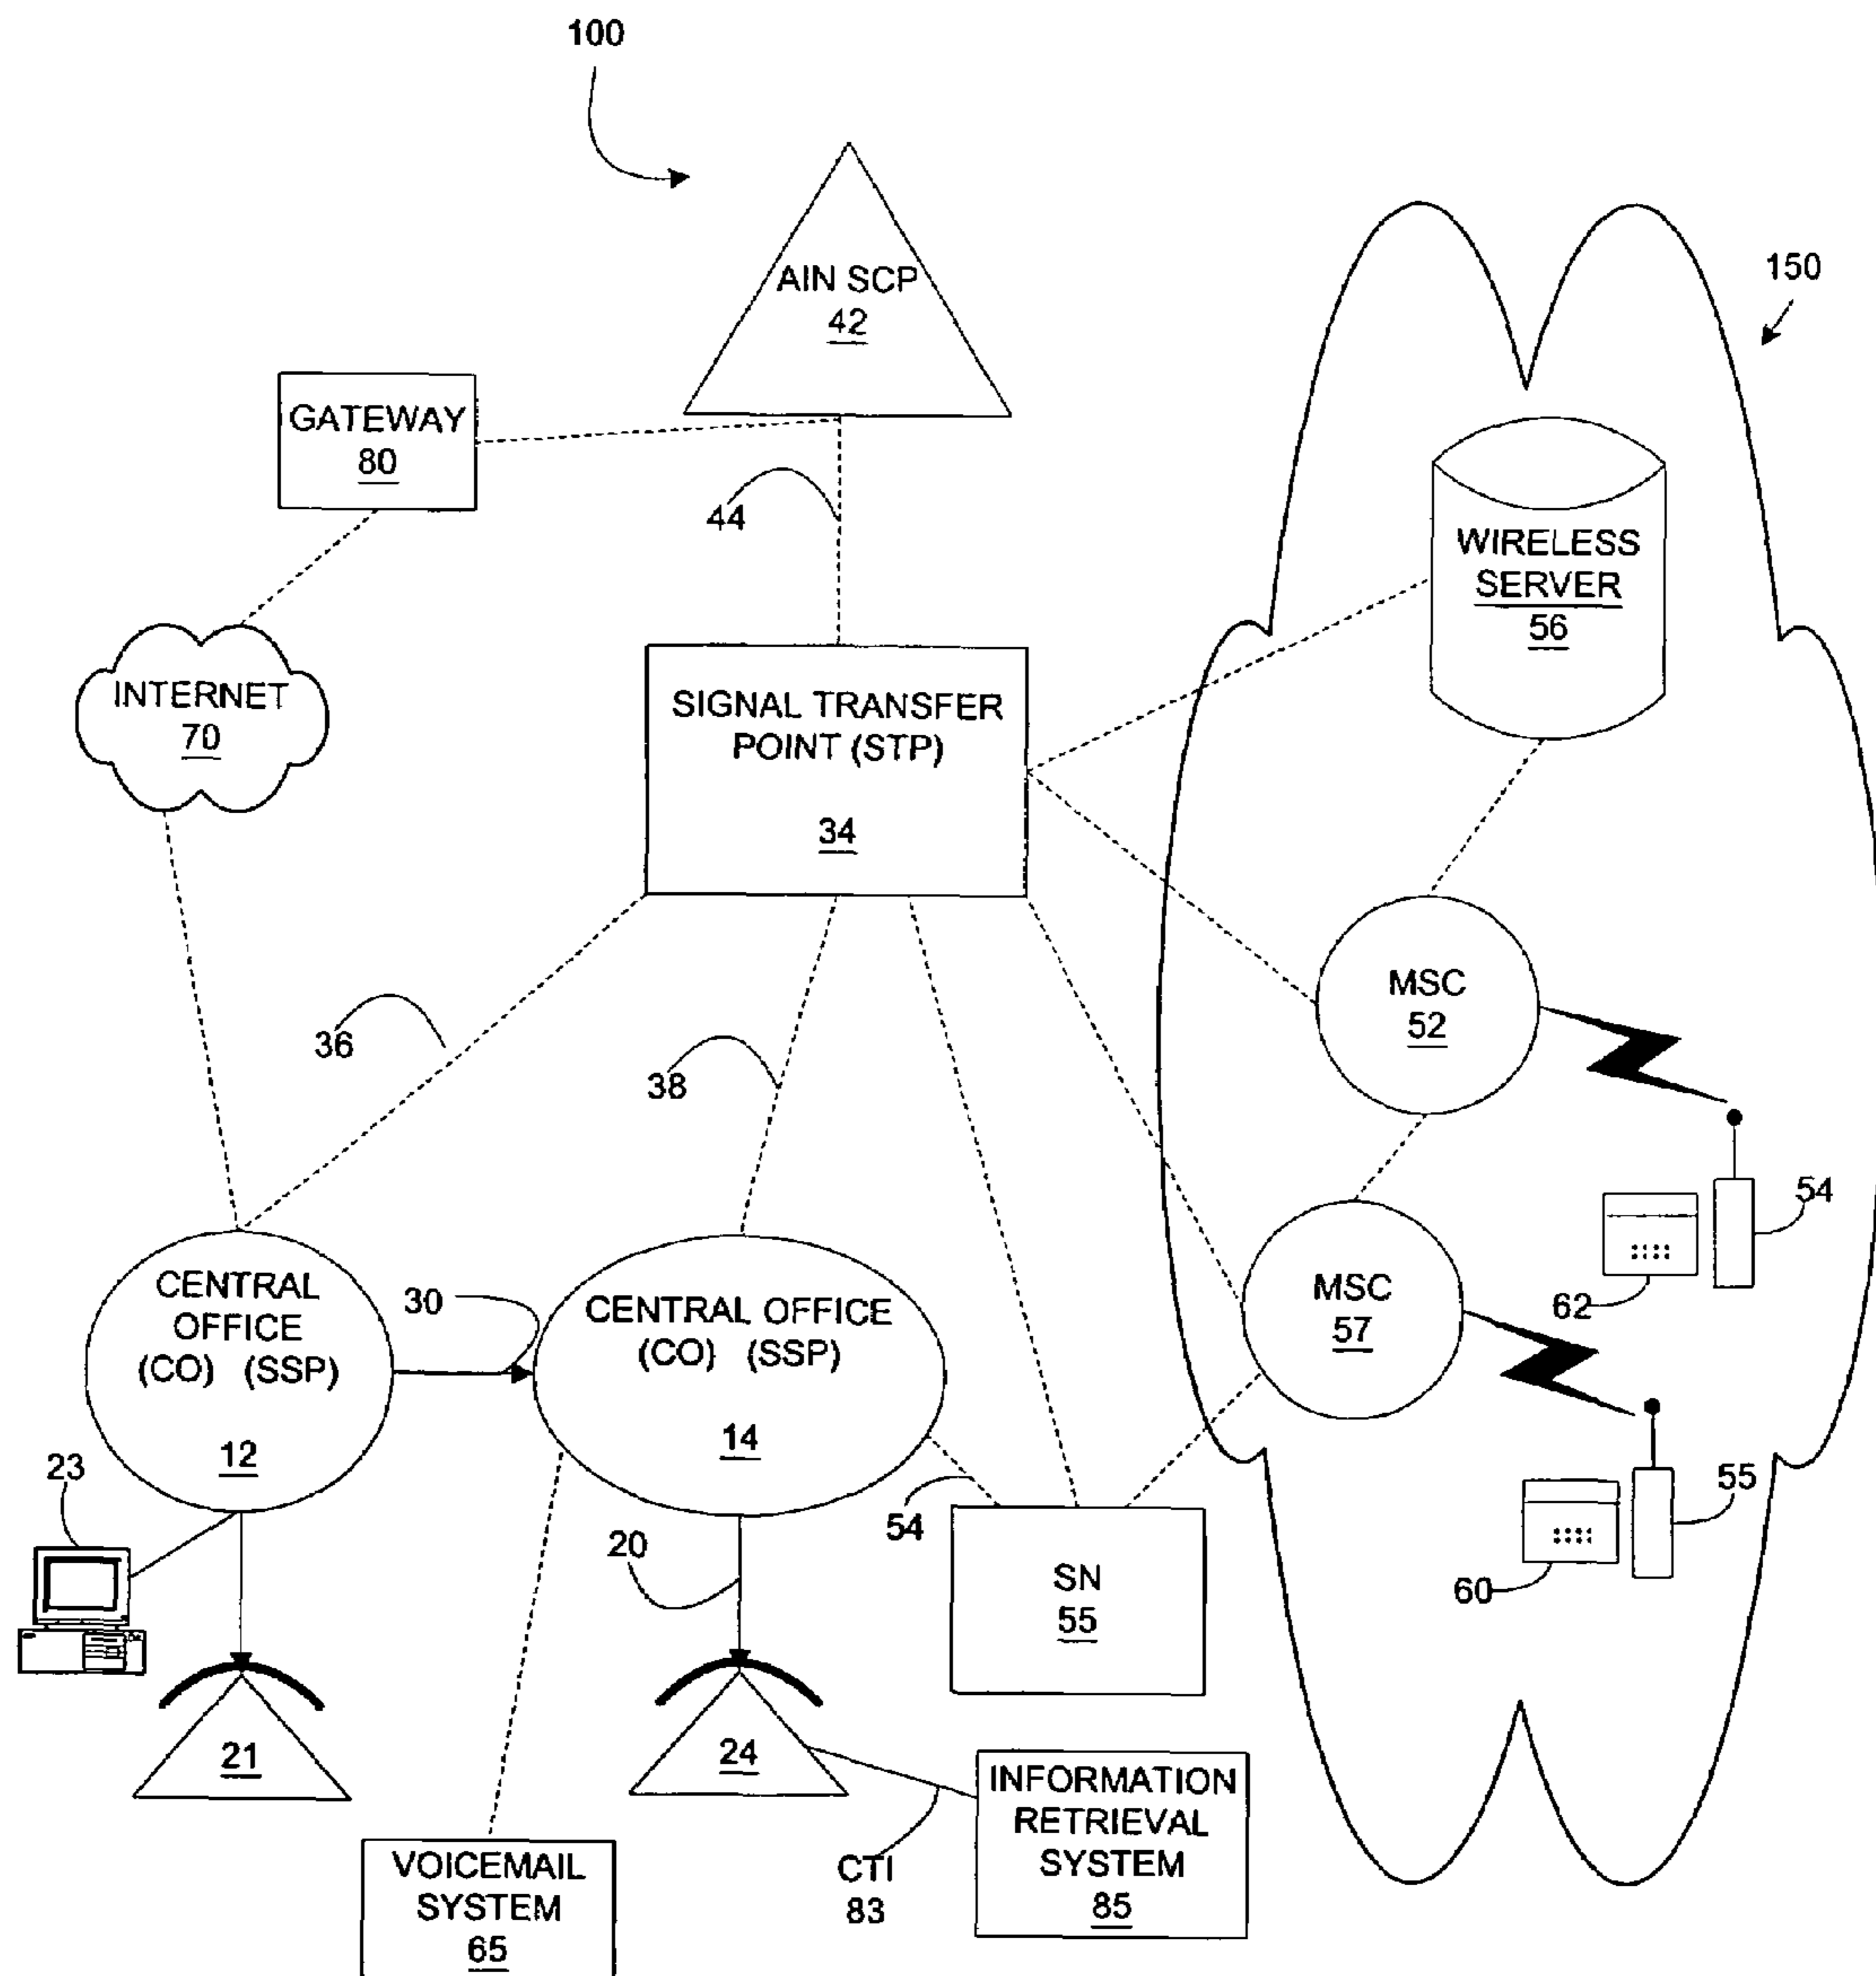 100
AIN SCP
42
150
GATEWAY
80
44
WIRELESS
SERVER
56
INTERNET
70
SIGNAL TRANSFER
POINT (STP)
34
36
38
MSC
52
54
62
CENTRAL
OFFICE
(CO) (SSP)
12
30
CENTRAL OFFICE
(CO) (SSP)
14
MSC
57
23
20
54
55
60
SN
55
21
24
INFORMATION
RETRIEVAL
SYSTEM
85
CTI
83
VOICEMAIL
SYSTEM
65